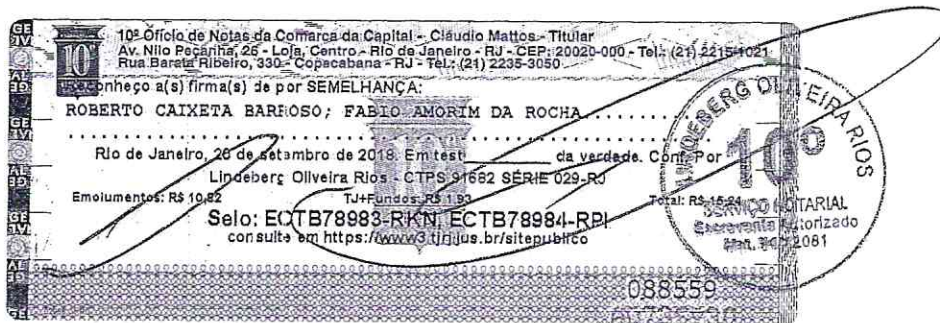 10º Ofício de Notas da Comarca da Capital - Cláudio Mattos - Titular
Av. Nilo Peçanha, 26 - Loja, Centro - Rio de Janeiro - RJ - CEP: 20020-000 - Tel.: (21) 2215-1021
Rua Barata Ribeiro, 330 - Copacabana - RJ - Tel.: (21) 2235-3050
10º
Reconheço a(s) firma(s) de por SEMELHANÇA:
ROBERTO CAIXETA BARROSO; FABIO AMORIM DA ROCHA
Rio de Janeiro, de setembro de 2018. Em test ______ da verdade. Conf. Por
Lindeberg Oliveira Rios - CTPS 91682 SÉRIE 029-RJ
Emolumentos: R$ 10,82 TJ+Fundos: R$ 1,93 Total: R$ 15,24
Selo: ECTB78983-RKN, ECTB78984-RPI
consulte em https://www3.tjrj.jus.br/sitepublico
LINDEBERG OLIVEIRA RIOS
10º
SERVIÇO NOTARIAL
Escrevente Autorizado
2081
088559